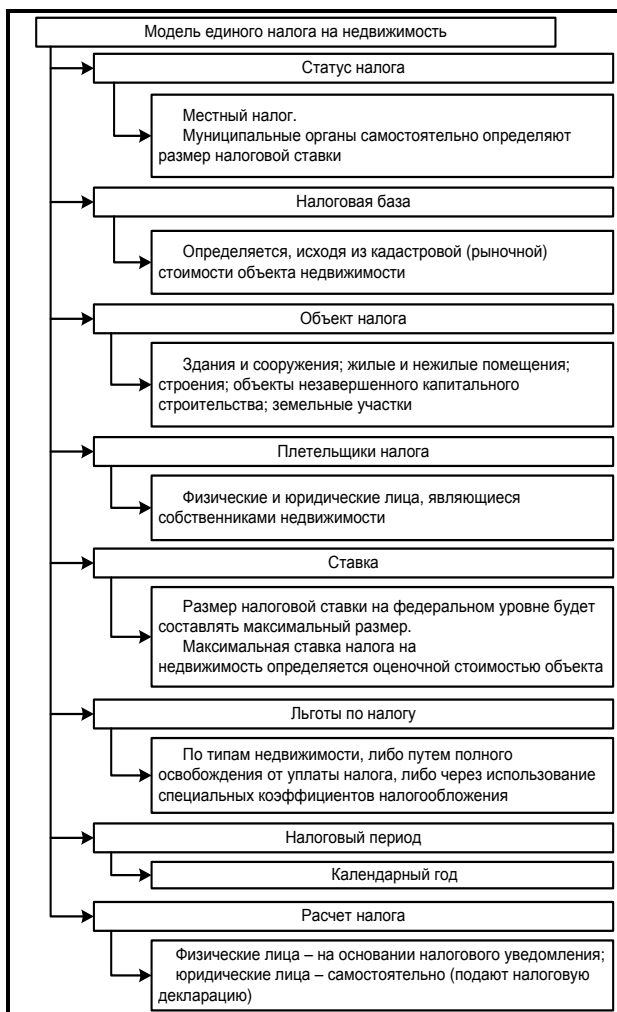 Модель единого налога на недвижимость
Статус налога
Местный налог.
Муниципальные органы самостоятельно определяют
размер налоговой ставки
Налоговая база
Определяется, исходя из кадастровой (рыночной)
стоимости объекта недвижимости
Объект налога
Здания и сооружения; жилые и нежилые помещения;
строения; объекты незавершенного капитального
строительства; земельные участки
Плетельщики налога
Физические и юридические лица, являющиеся
собственниками недвижимости
Ставка
Размер налоговой ставки на федеральном уровне будет
составлять максимальный размер.
Максимальная ставка налога на
недвижимость определяется оценочной стоимостью объекта
Льготы по налогу
По типам недвижимости, либо путем полного
освобождения от уплаты налога, либо через использование
специальных коэффициентов налогообложения
Налоговый период
Календарный год
Расчет налога
Физические лица – на основании налогового уведомления;
юридические лица – самостоятельно (подают налоговую
декларацию)